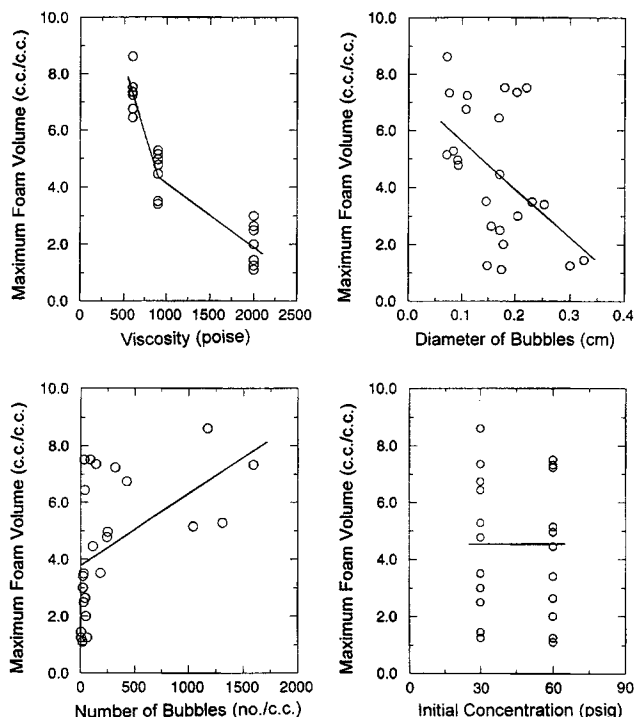 Maximum Foam Volume (c.c./c.c.)
10.0
8.0
6.0
4.0
2.0
0.0
0 500 1000 1500 2000 2500
Viscosity (poise)
Maximum Foam Volume (c.c./c.c.)
10.0
8.0
6.0
4.0
2.0
0.0
0.0 0.1 0.2 0.3 0.4
Diameter of Bubbles (cm)
Maximum Foam Volume (c.c./c.c.)
10.0
8.0
6.0
4.0
2.0
0.0
0 500 1000 1500 2000
Number of Bubbles (no./c.c.)
Maximum Foam Volume (c.c./c.c.)
10.0
8.0
6.0
4.0
2.0
0.0
0 30 60 90
Initial Concentration (psig)